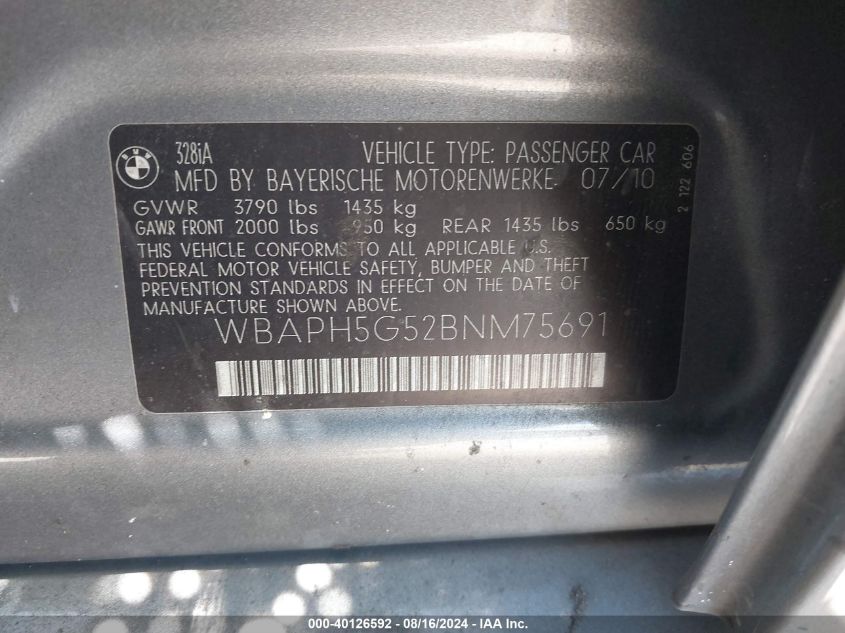 BMW
328iA VEHICLE TYPE: PASSENGER CAR
MFD BY BAYERISCHE MOTORENWERKE 07/10
GVWR 3790 lbs 1435 kg
GAWR FRONT 2000 lbs 950 kg REAR 1435 lbs 650 kg
THIS VEHICLE CONFORMS TO ALL APPLICABLE U.S.
FEDERAL MOTOR VEHICLE SAFETY, BUMPER AND THEFT
PREVENTION STANDARDS IN EFFECT ON THE DATE OF
MANUFACTURE SHOWN ABOVE.
WBAPH5G52BNM75691
2 122 606
000-40126592 - 08/16/2024 - IAA Inc.